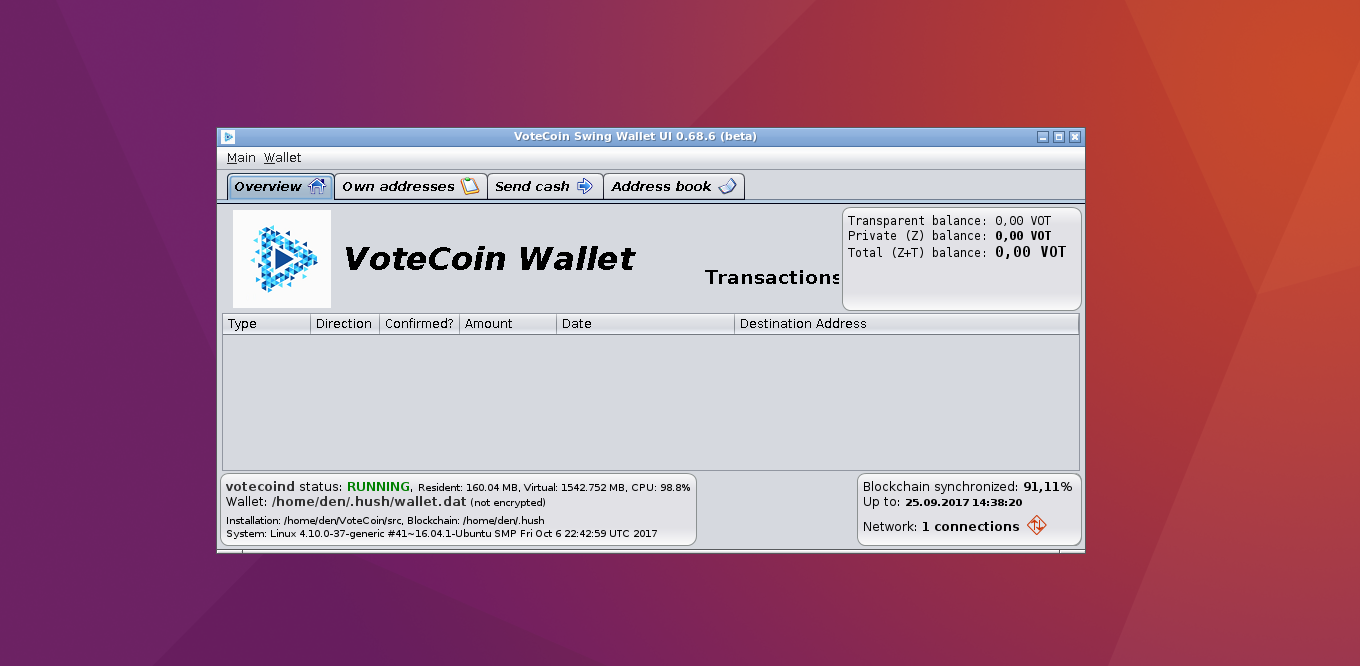 VoteCoin Swing Wallet UI 0.68.6 (beta)
Main Wallet
Overview Own addresses Send cash Address book
VoteCoin Wallet
Transactions
Transparent balance: 0,00 VOT
Private (Z) balance: 0,00 VOT
Total (Z+T) balance: 0,00 VOT
Type Direction Confirmed? Amount Date Destination Address
votecoind status: RUNNING, Resident: 160.04 MB, Virtual: 1542.752 MB, CPU: 98.8%
Wallet: /home/den/.hush/wallet.dat (not encrypted)
Installation: /home/den/VoteCoin/src, Blockchain: /home/den/.hush
System: Linux 4.10.0-37-generic #41~16.04.1-Ubuntu SMP Fri Oct 6 22:42:59 UTC 2017
Blockchain synchronized: 91,11%
Up to: 25.09.2017 14:38:20
Network: 1 connections